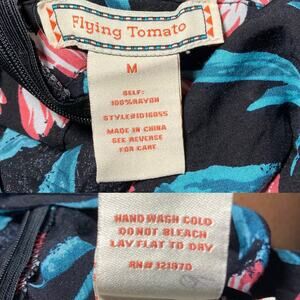 Flying Tomato
M
SELF:
100%RAYON
STYLE#ID16055
MADE IN CHINA
SEE REVERSE
FOR CARE
HAND WASH COLD
DO NOT BLEACH
LAY FLAT TO DRY
RN# 121970